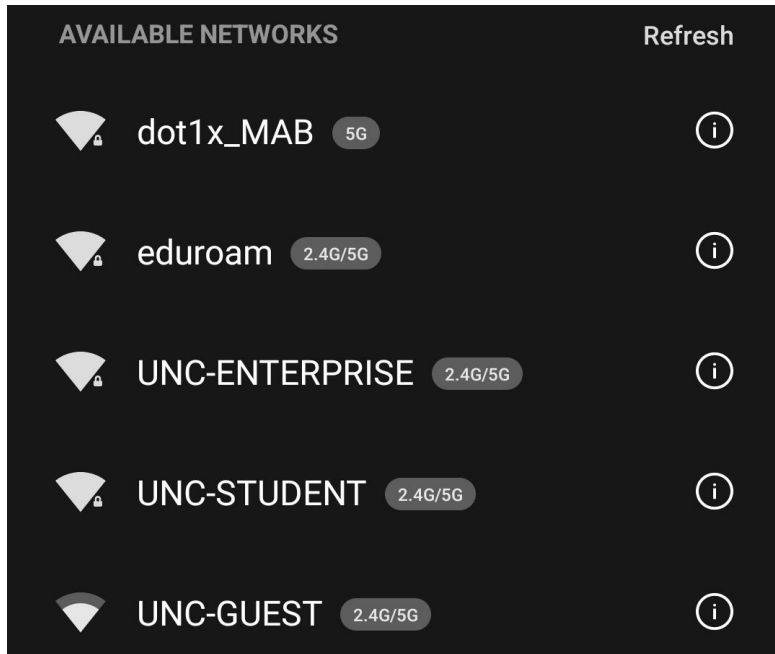 AVAILABLE NETWORKS Refresh
dot1x_MAB 5G
eduroam 2.4G/5G
UNC-ENTERPRISE 2.4G/5G
UNC-STUDENT 2.4G/5G
UNC-GUEST 2.4G/5G